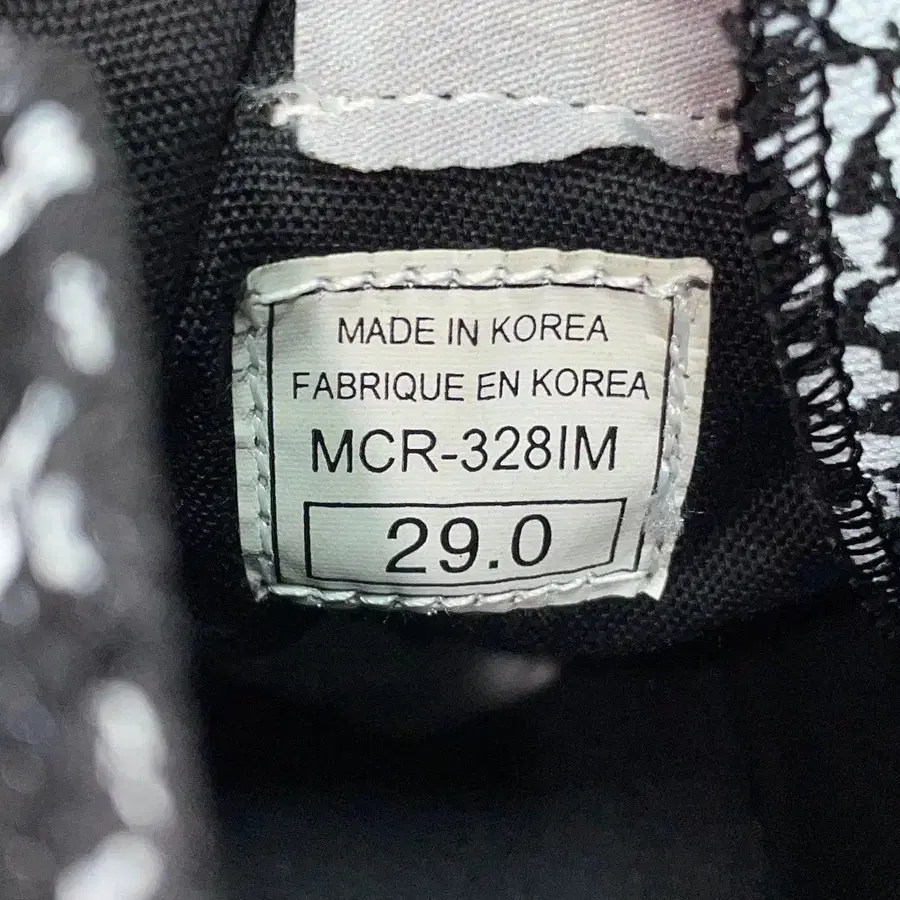 MADE IN KOREA
FABRIQUE EN KOREA
MCR-328IM
29.0